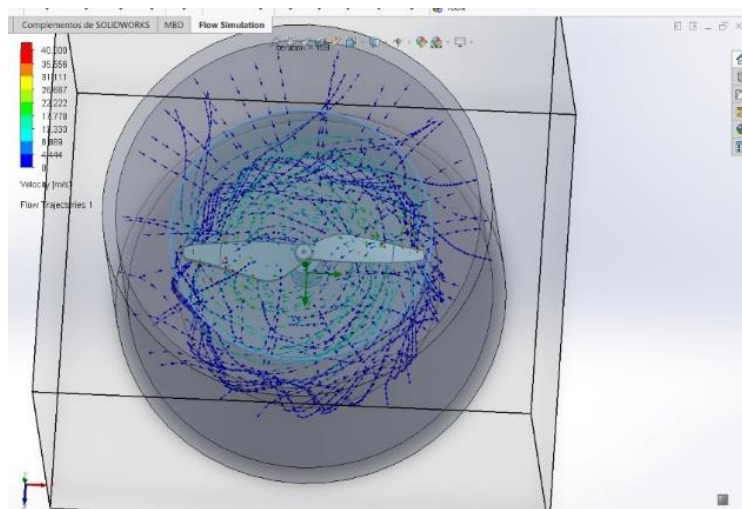 Complementos de SOLIDWORKS MBD Flow Simulation
Iteration =
40.000
35.556
31.111
26.667
22.222
17.778
13.333
8.889
4.444
0
Velocity [m/s]
Flow Trajectories 1